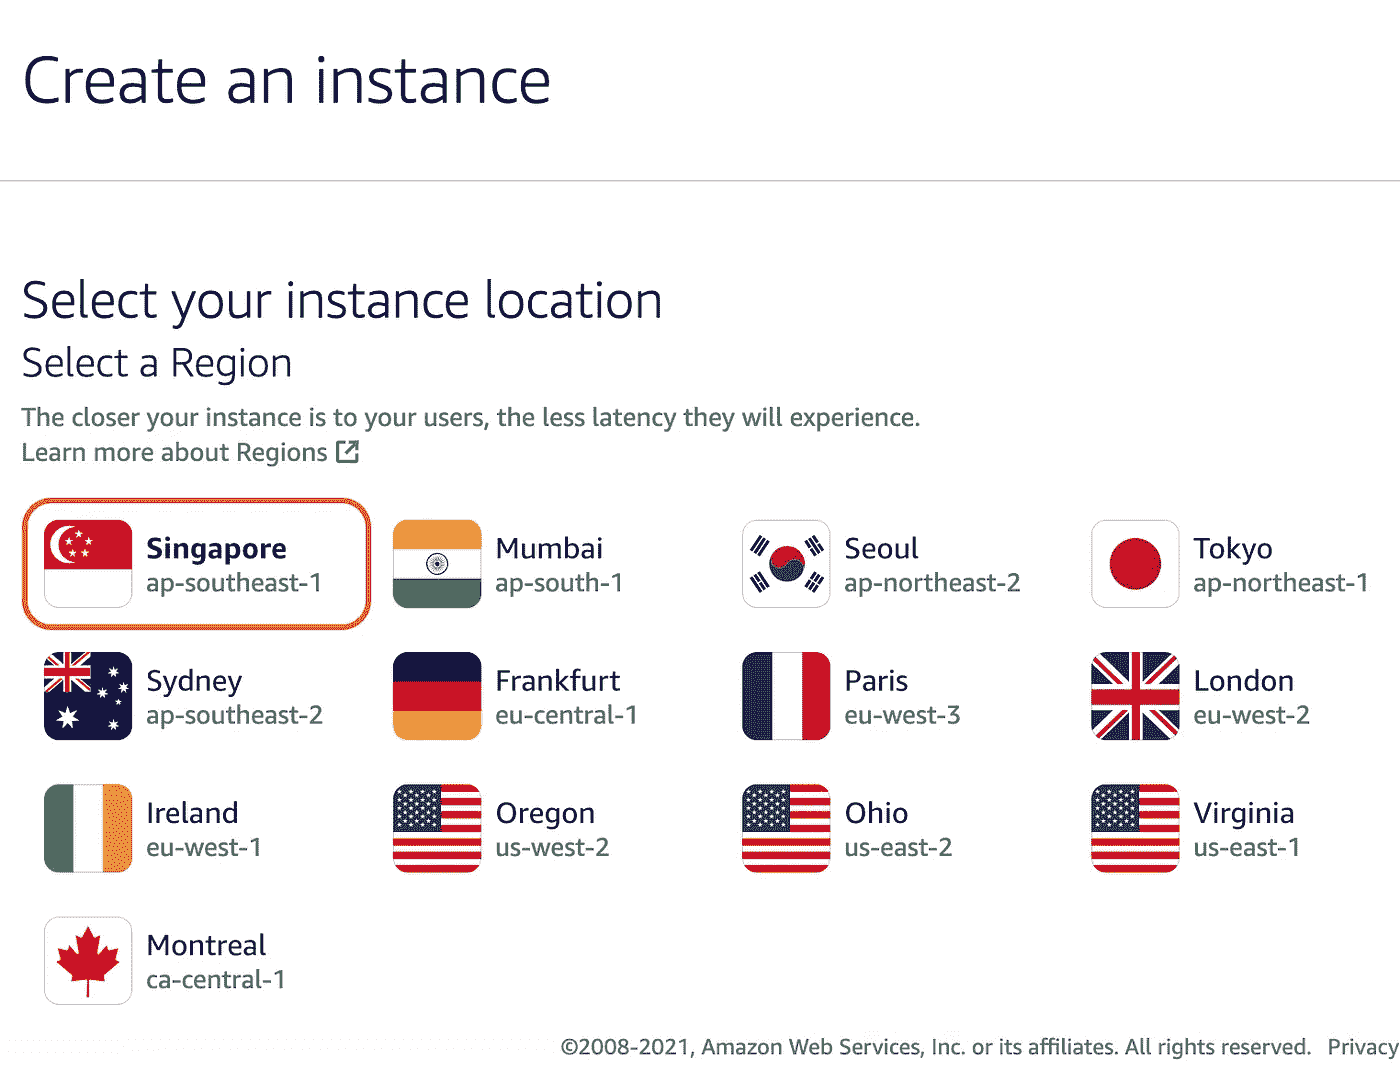 Create an instance
Select your instance location
Select a Region
The closer your instance is to your users, the less latency they will experience.
Learn more about Regions
Singapore
ap-southeast-1
Mumbai
ap-south-1
Seoul
ap-northeast-2
Tokyo
ap-northeast-1
Sydney
ap-southeast-2
Frankfurt
eu-central-1
Paris
eu-west-3
London
eu-west-2
Ireland
eu-west-1
Oregon
us-west-2
Ohio
us-east-2
Virginia
us-east-1
Montreal
ca-central-1
©2008-2021, Amazon Web Services, Inc. or its affiliates. All rights reserved. Privacy